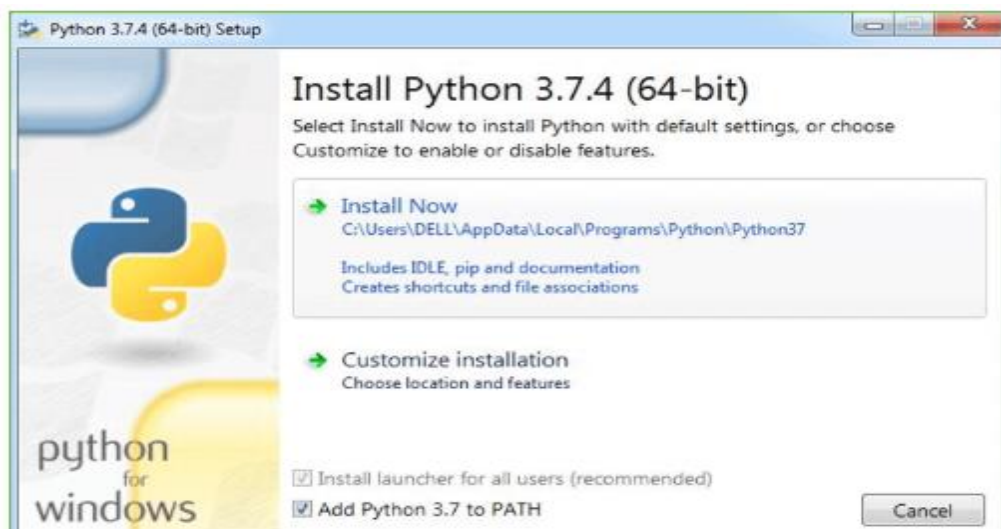 Python 3.7.4 (64-bit) Setup
Install Python 3.7.4 (64-bit)
Select Install Now to install Python with default settings, or choose
Customize to enable or disable features.
Install Now
C:\Users\DELL\AppData\Local\Programs\Python\Python37
Includes IDLE, pip and documentation
Creates shortcuts and file associations
Customize installation
Choose location and features
python
for
windows
Install launcher for all users (recommended)
Add Python 3.7 to PATH
Cancel